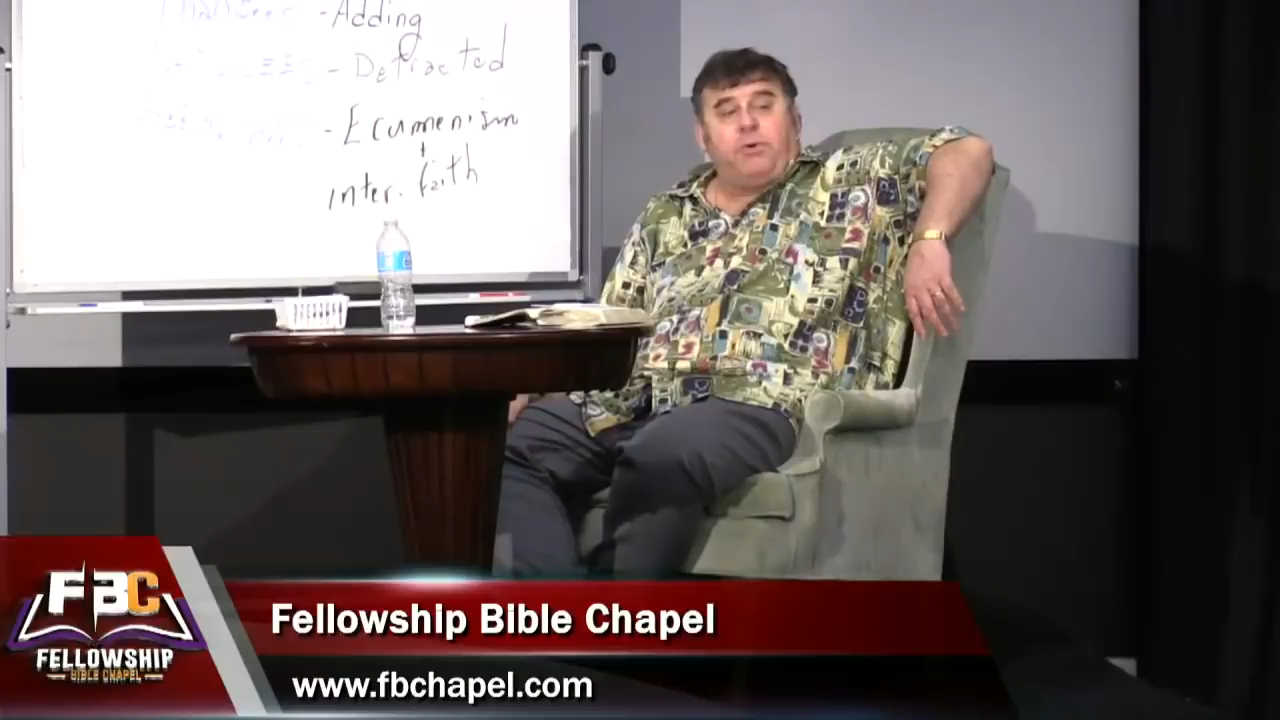 - Adding
- Detracted
- Ecumenism
+
inter. faith
FBC
FELLOWSHIP
BIBLE CHAPEL
Fellowship Bible Chapel
www.fbchapel.com